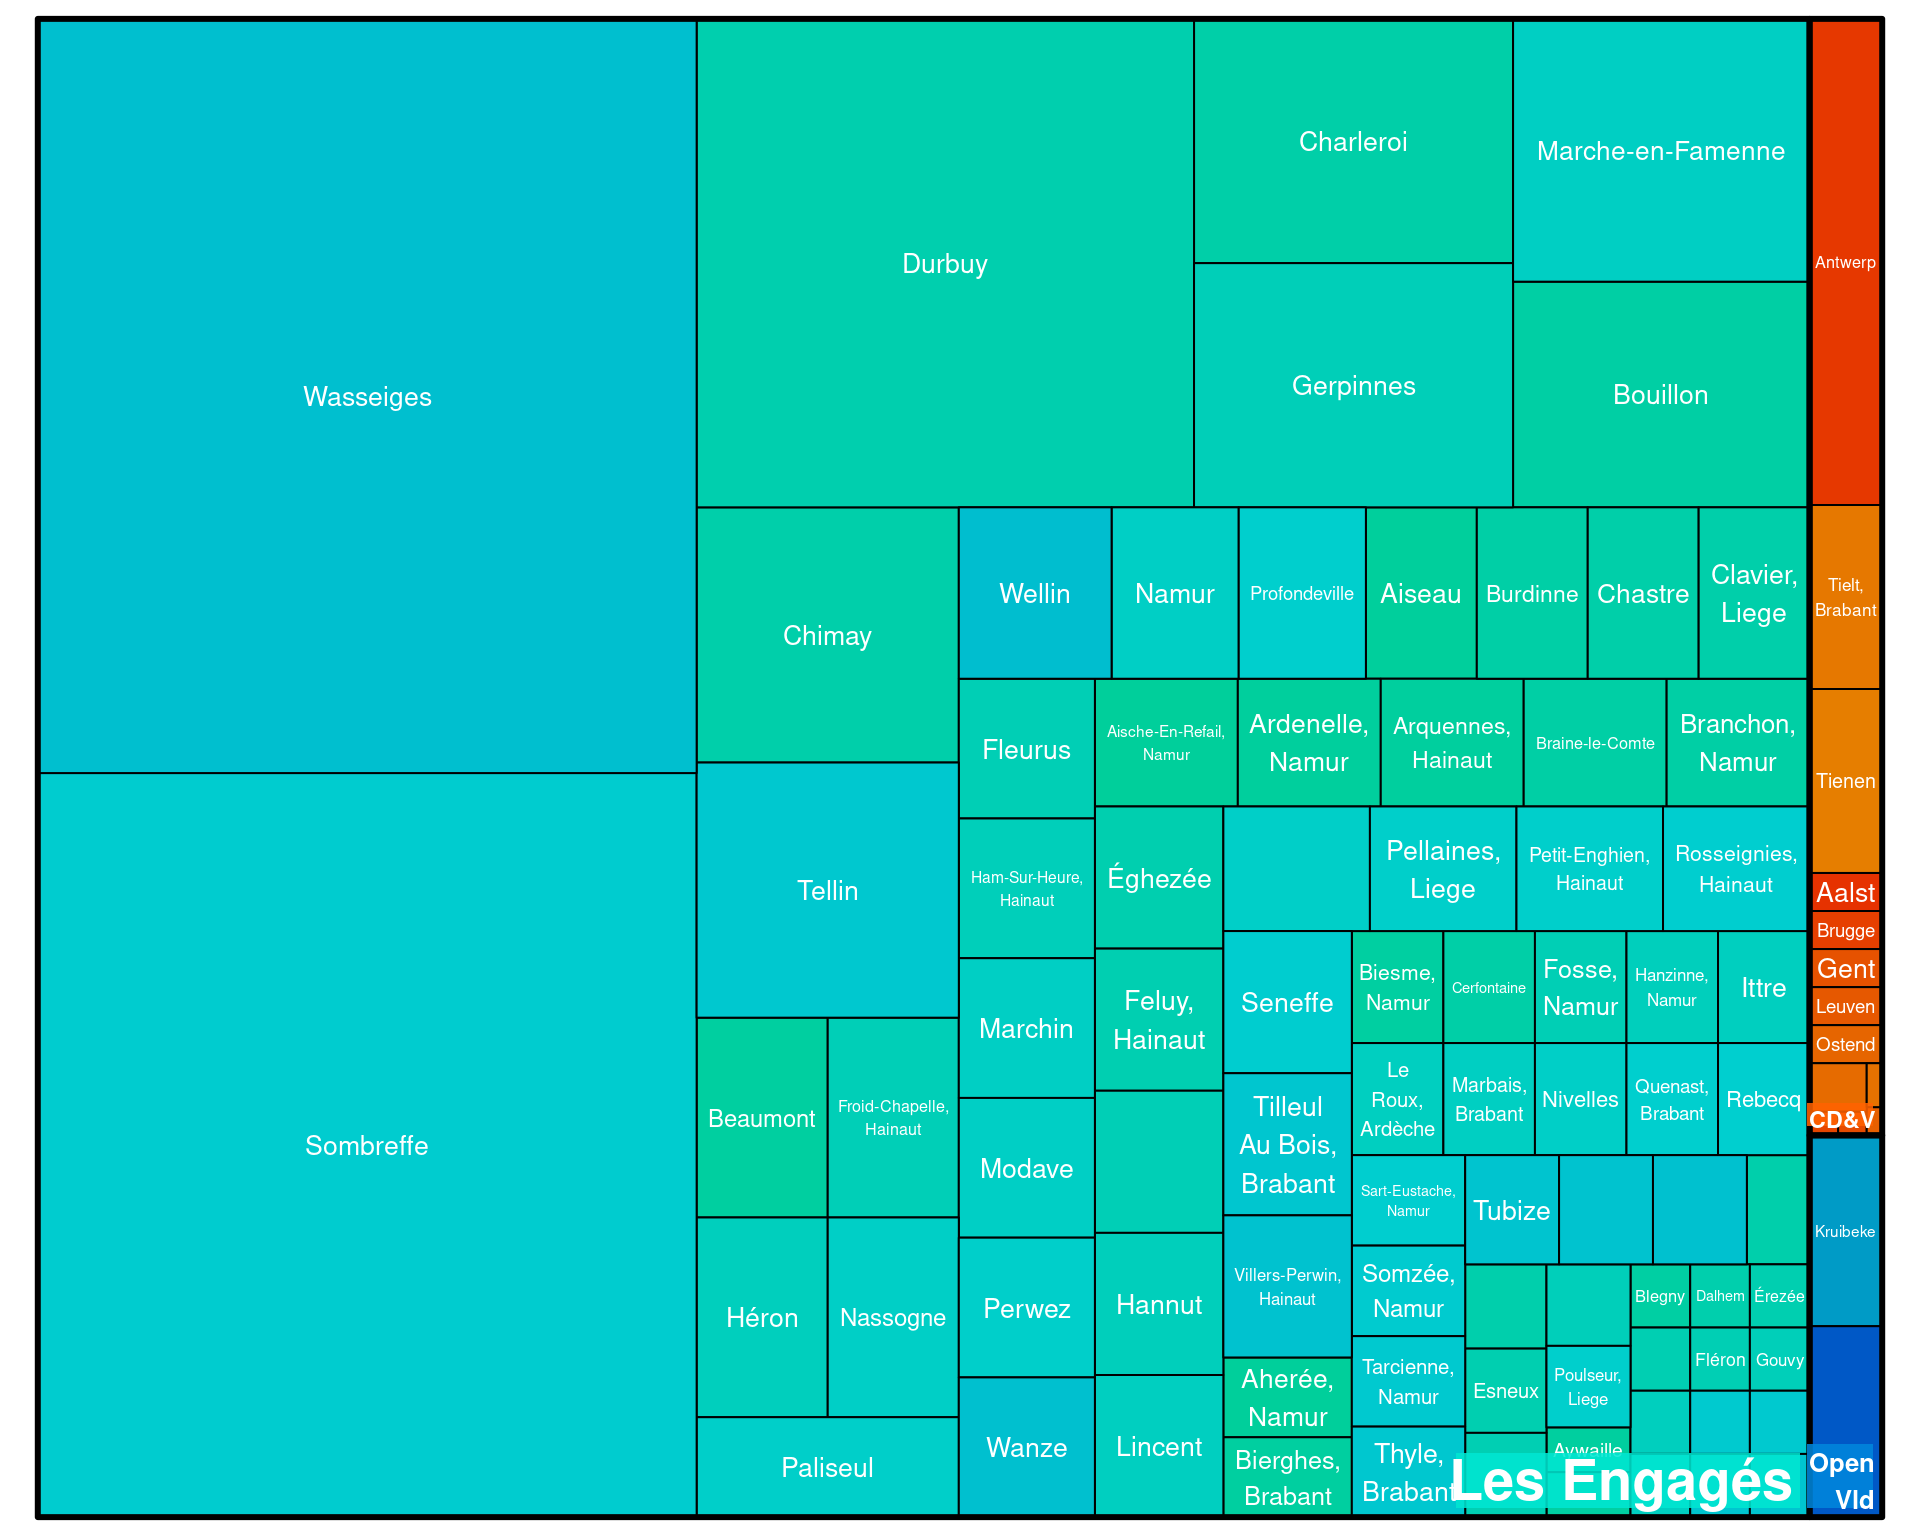 Wasseiges
Sombreffe
Durbuy
Charleroi
Gerpinnes
Marche-en-Famenne
Bouillon
Chimay
Tellin
Beaumont
Froid-Chapelle,
Hainaut
Héron
Nassogne
Paliseul
Wellin
Namur
Profondeville
Aiseau
Burdinne
Chastre
Clavier,
Liege
Fleurus
Ham-Sur-Heure,
Hainaut
Marchin
Modave
Perwez
Wanze
Aische-En-Refail,
Namur
Ardenelle,
Namur
Arquennes,
Hainaut
Braine-le-Comte
Branchon,
Namur
Éghezée
Feluy,
Hainaut
Hannut
Lincent
Pellaines,
Liege
Petit-Enghien,
Hainaut
Rosseignies,
Hainaut
Seneffe
Tilleul
Au Bois,
Brabant
Villers-Perwin,
Hainaut
Aherée,
Namur
Bierghes,
Brabant
Biesme,
Namur
Cerfontaine
Fosse,
Namur
Hanzinne,
Namur
Ittre
Le
Roux,
Ardèche
Marbais,
Brabant
Nivelles
Quenast,
Brabant
Rebecq
Sart-Eustache,
Namur
Somzée,
Namur
Tarcienne,
Namur
Thyle,
Brabant
Tubize
Esneux
Poulseur,
Liege
Aywaille
Blegny
Dalhem
Érezée
Fléron
Gouvy
Les Engagés
Antwerp
Tielt,
Brabant
Tienen
Aalst
Brugge
Gent
Leuven
Ostend
CD&V
Kruibeke
Open
Vld